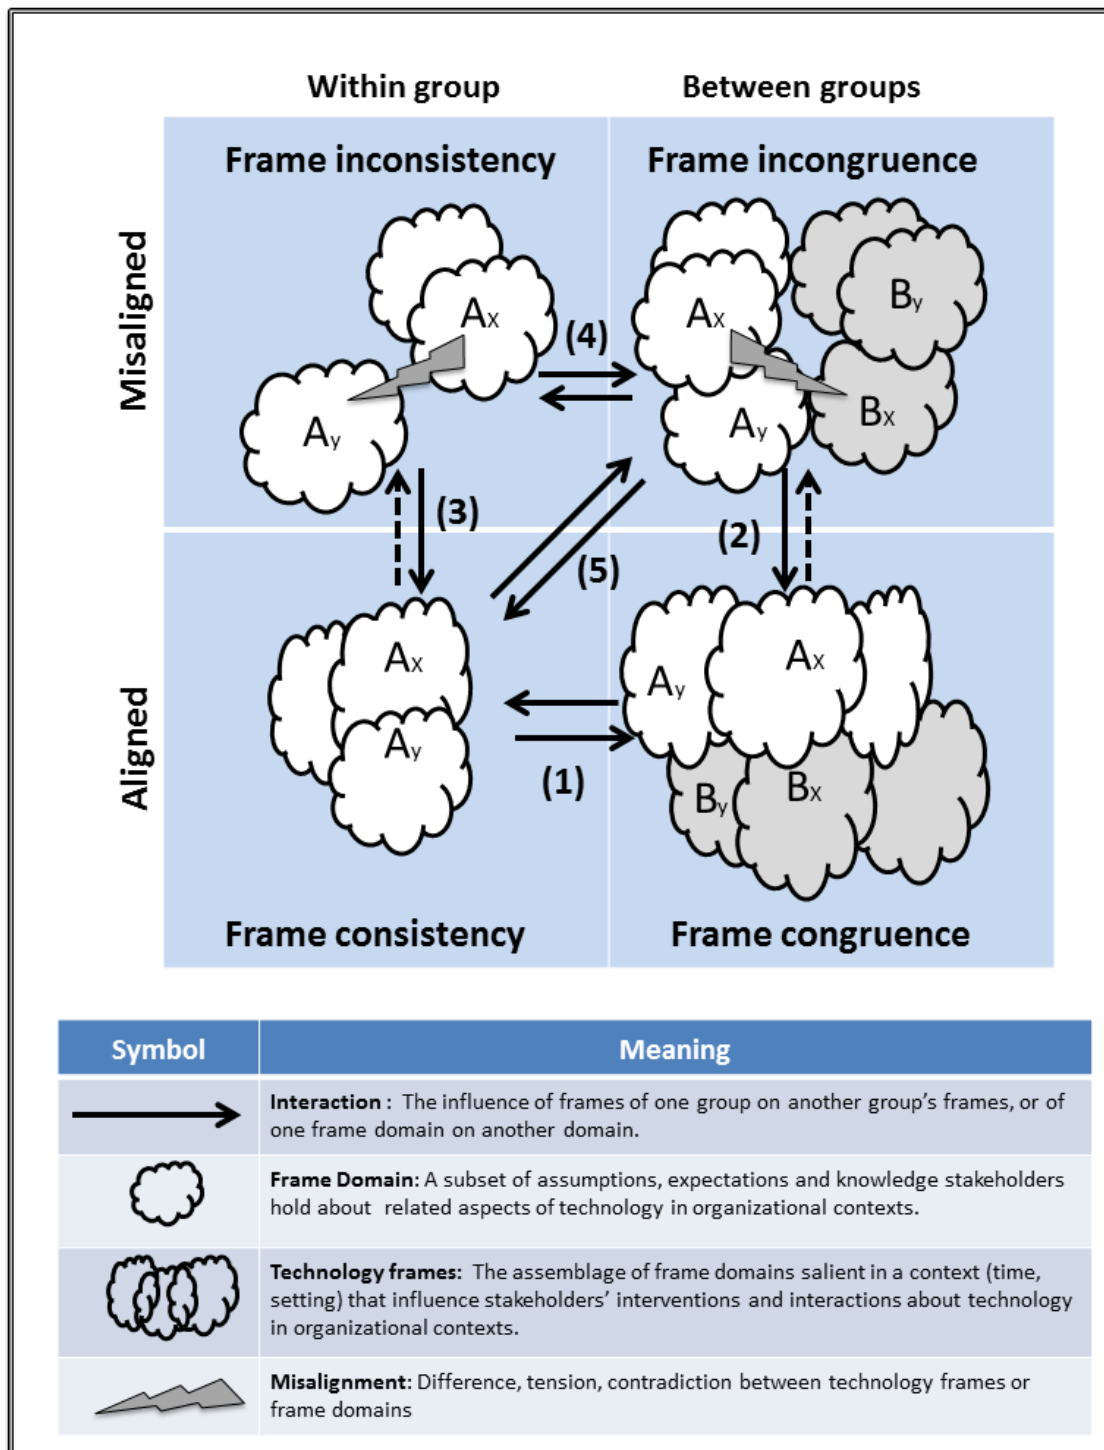 Within group
Between groups
Misaligned
Frame inconsistency
Frame incongruence
Ax
Ay
Ax
By
Ay
Bx
(4)
(3)
(2)
(5)
Aligned
Ax
Ay
Ay
Ax
By
Bx
(1)
Frame consistency
Frame congruence
Symbol
Meaning
Interaction : The influence of frames of one group on another group's frames, or of
one frame domain on another domain.
Frame Domain: A subset of assumptions, expectations and knowledge stakeholders
hold about related aspects of technology in organizational contexts.
Technology frames: The assemblage of frame domains salient in a context (time,
setting) that influence stakeholders' interventions and interactions about technology
in organizational contexts.
Misalignment: Difference, tension, contradiction between technology frames or
frame domains